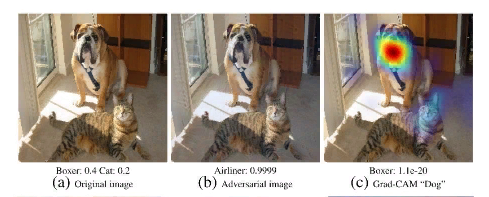 Boxer: 0.4 Cat: 0.2
(a) Original image
Airliner: 0.9999
(b) Adversarial image
Boxer: 1.1e-20
(c) Grad-CAM “Dog”